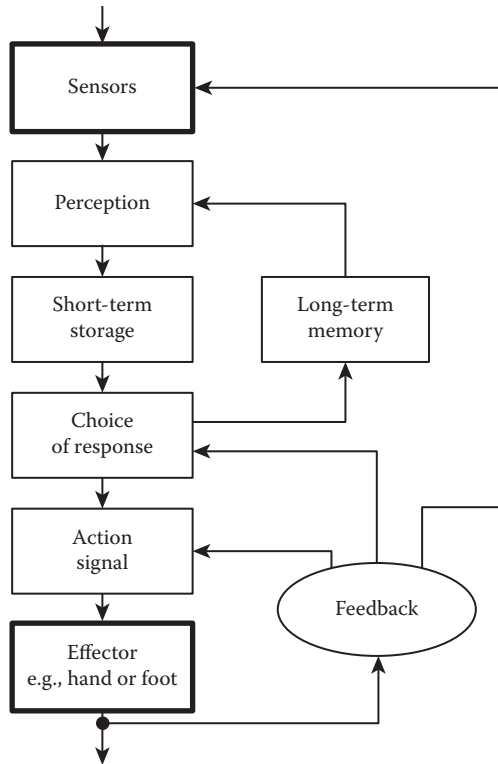 Sensors
Perception
Short-term
storage
Long-term
memory
Choice
of response
Action
signal
Feedback
Effector
e.g., hand or foot